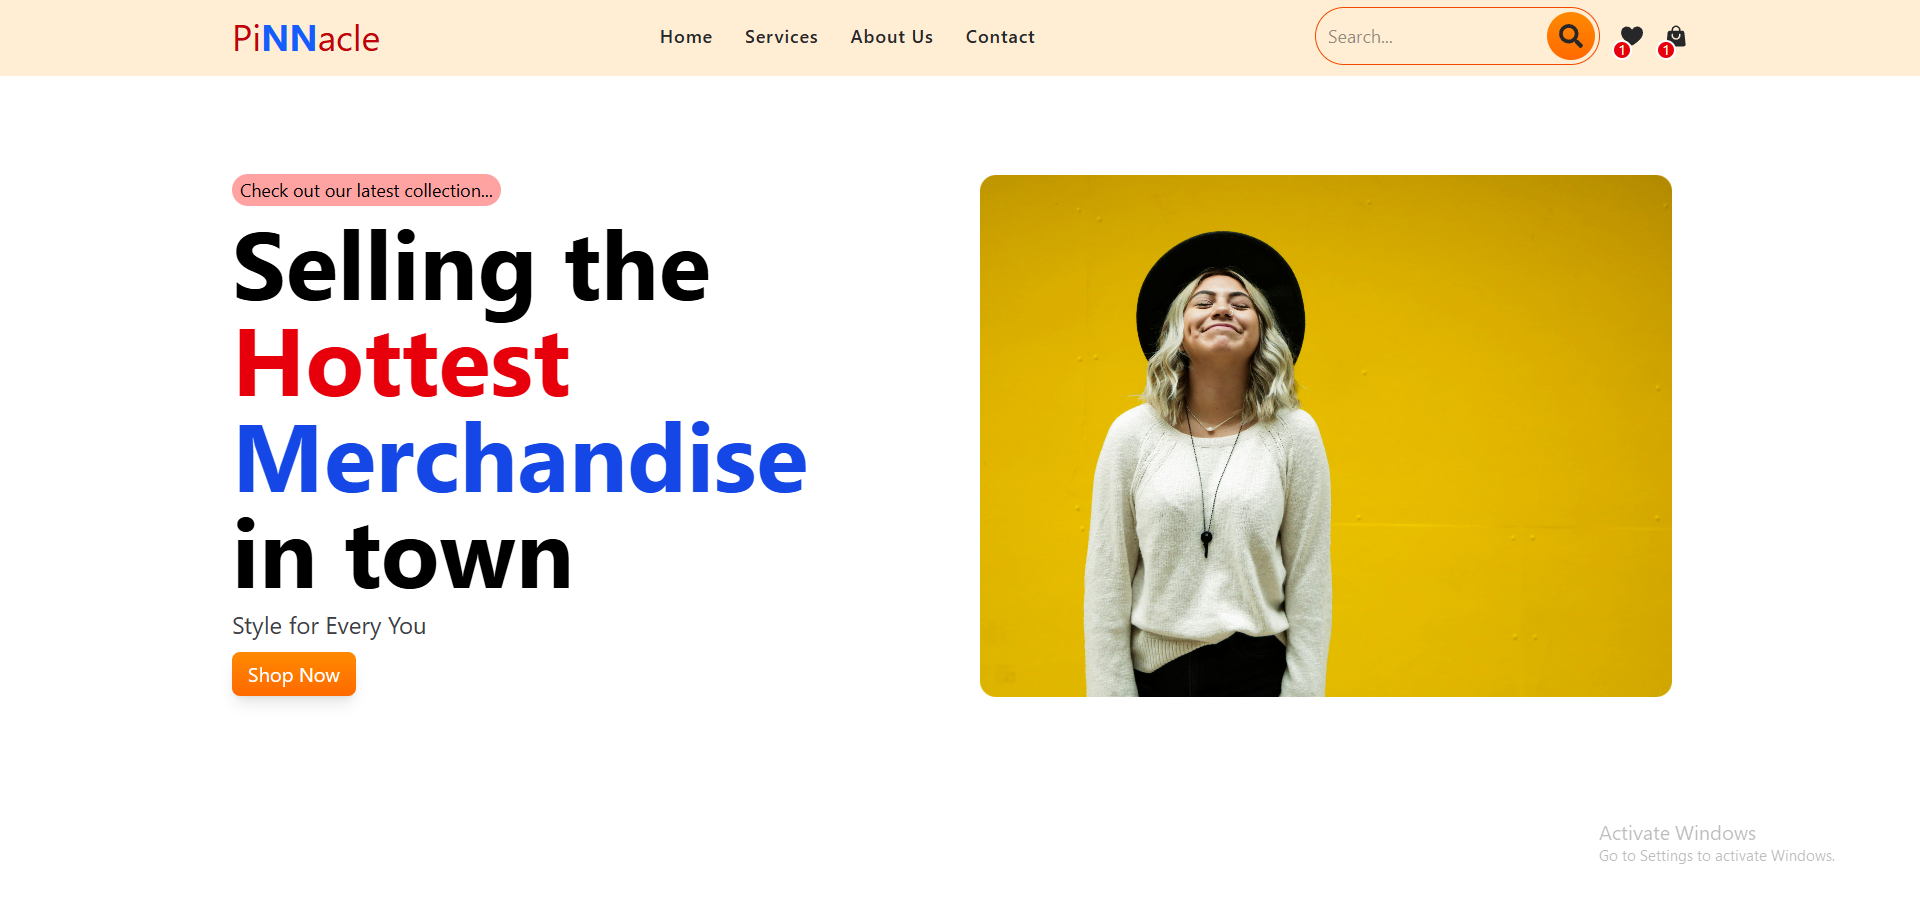 PiNNacle
Home Services About Us Contact
Search...
1 1
Check out our latest collection...
Selling the
Hottest
Merchandise
in town
Style for Every You
Shop Now
Activate Windows
Go to Settings to activate Windows.